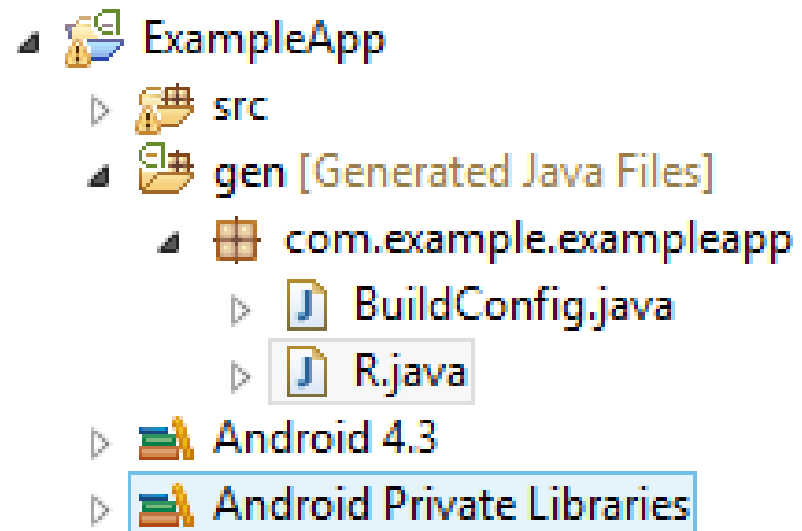 ExampleApp
src
gen [Generated Java Files]
com.example.exampleapp
BuildConfig.java
R.java
Android 4.3
Android Private Libraries